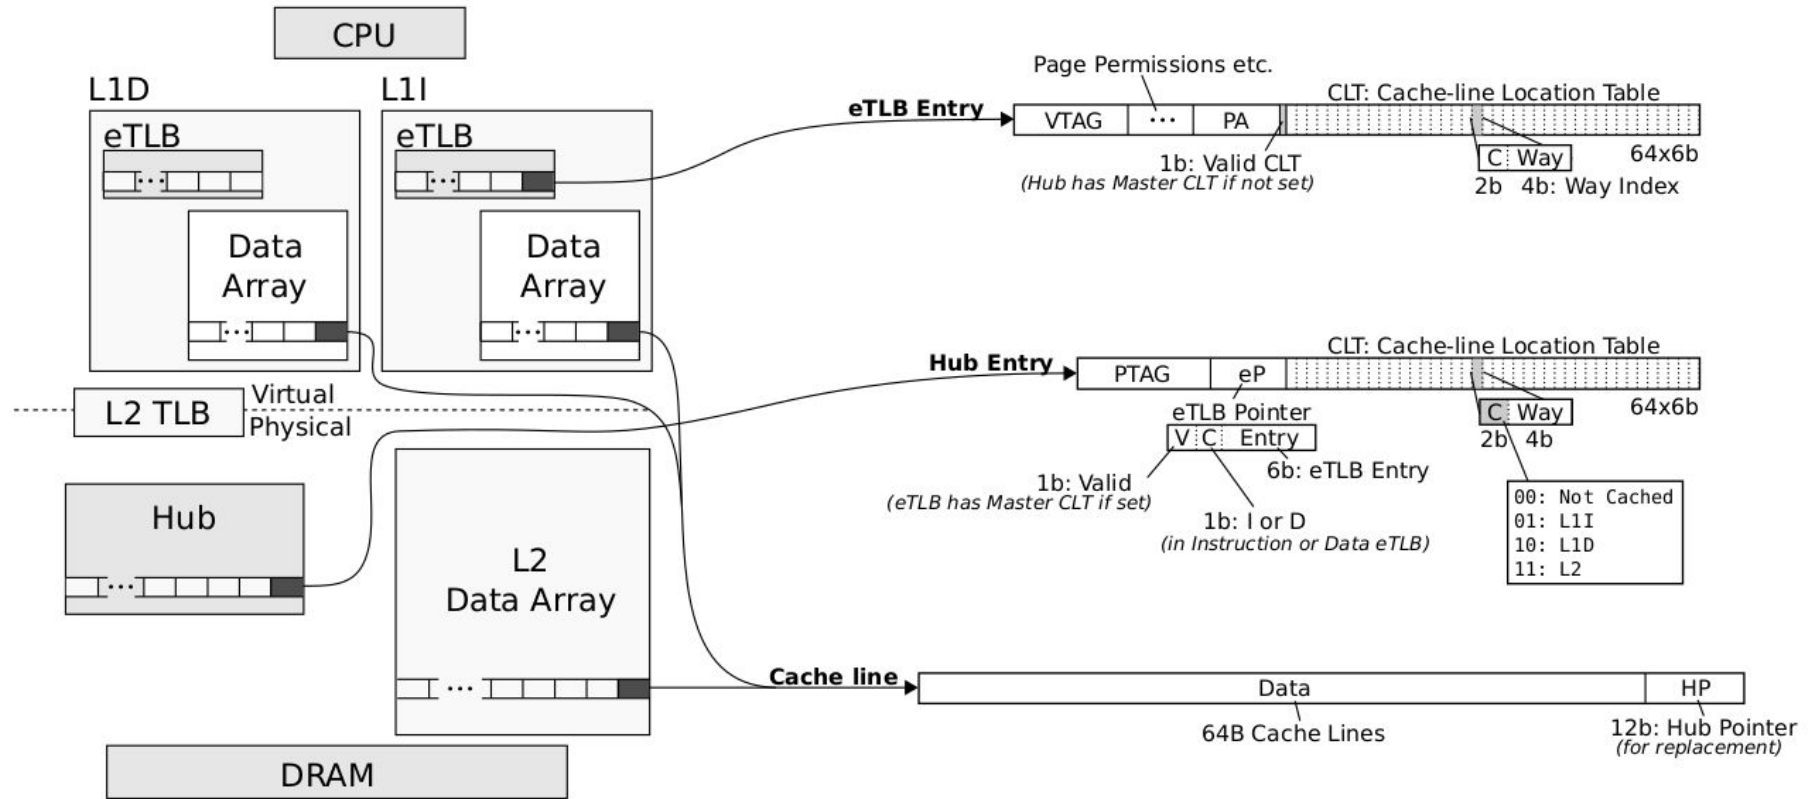 CPU
L1D
L1I
eTLB
...
Data
Array
...
eTLB
...
Data
Array
...
L2 TLB
Virtual
Physical
Hub
...
L2
Data Array
...
DRAM
Page Permissions etc.
eTLB Entry
VTAG
...
PA
CLT: Cache-line Location Table
1b: Valid CLT
(Hub has Master CLT if not set)
C Way
64x6b
2b 4b: Way Index
Hub Entry
PTAG
eP
CLT: Cache-line Location Table
eTLB Pointer
V C Entry
6b: eTLB Entry
1b: Valid
(eTLB has Master CLT if set)
1b: I or D
(in Instruction or Data eTLB)
C Way
64x6b
2b 4b
00: Not Cached
01: L1I
10: L1D
11: L2
Cache line
Data
HP
64B Cache Lines
12b: Hub Pointer
(for replacement)